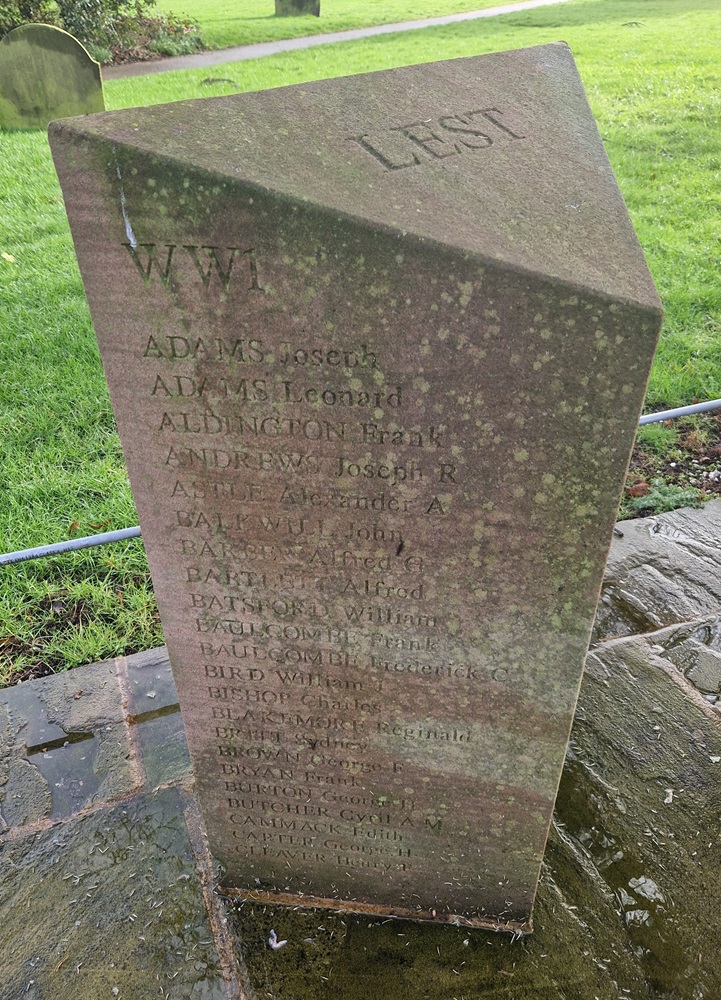 LEST
WW1
ADAMS Joseph
ADAMS Leonard
ALDINGTON Frank
ANDREWS Joseph R
ASTLE Alexander A
BALKWILL John
Alfred G
BARTLETT Alfred
BATSFORD William
BAULCOMBE Frank
BAULCOMBE Frederick C
BIRD William
BISHOP Charles
BLAKEMORE Reginald
BRETT Sydney
BROWN George F
BRYAN Frank
BURTON George H
BUTCHER Cyril A M
CAMMACK Edith
CARTER George H
CLEAVER Henry